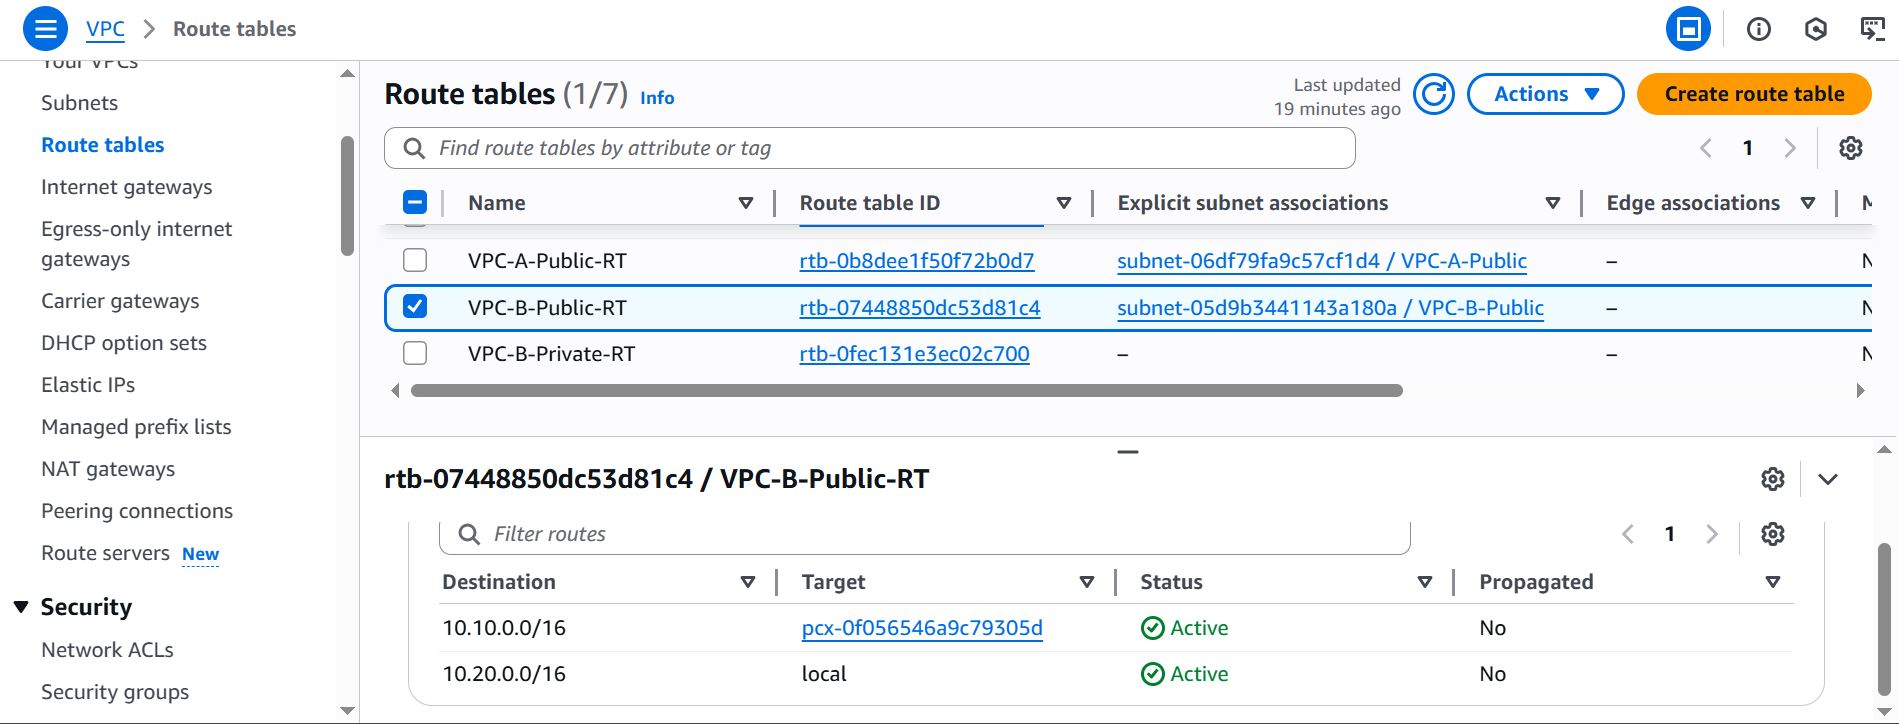 VPC > Route tables
Your VPCs
Subnets
Route tables
Internet gateways
Egress-only internet
gateways
Carrier gateways
DHCP option sets
Elastic IPs
Managed prefix lists
NAT gateways
Peering connections
Route servers New
Security
Network ACLs
Security groups
Route tables (1/7) Info
Last updated
19 minutes ago
Actions
Create route table
Find route tables by attribute or tag
1
Name Route table ID Explicit subnet associations Edge associations
VPC-A-Public-RT rtb-0b8dee1f50f72b0d7 subnet-06df79fa9c57cf1d4 / VPC-A-Public –
VPC-B-Public-RT rtb-07448850dc53d81c4 subnet-05d9b3441143a180a / VPC-B-Public –
VPC-B-Private-RT rtb-0fec131e3ec02c700 – –
rtb-07448850dc53d81c4 / VPC-B-Public-RT
Filter routes
1
Destination Target Status Propagated
10.10.0.0/16 pcx-0f056546a9c79305d Active No
10.20.0.0/16 local Active No